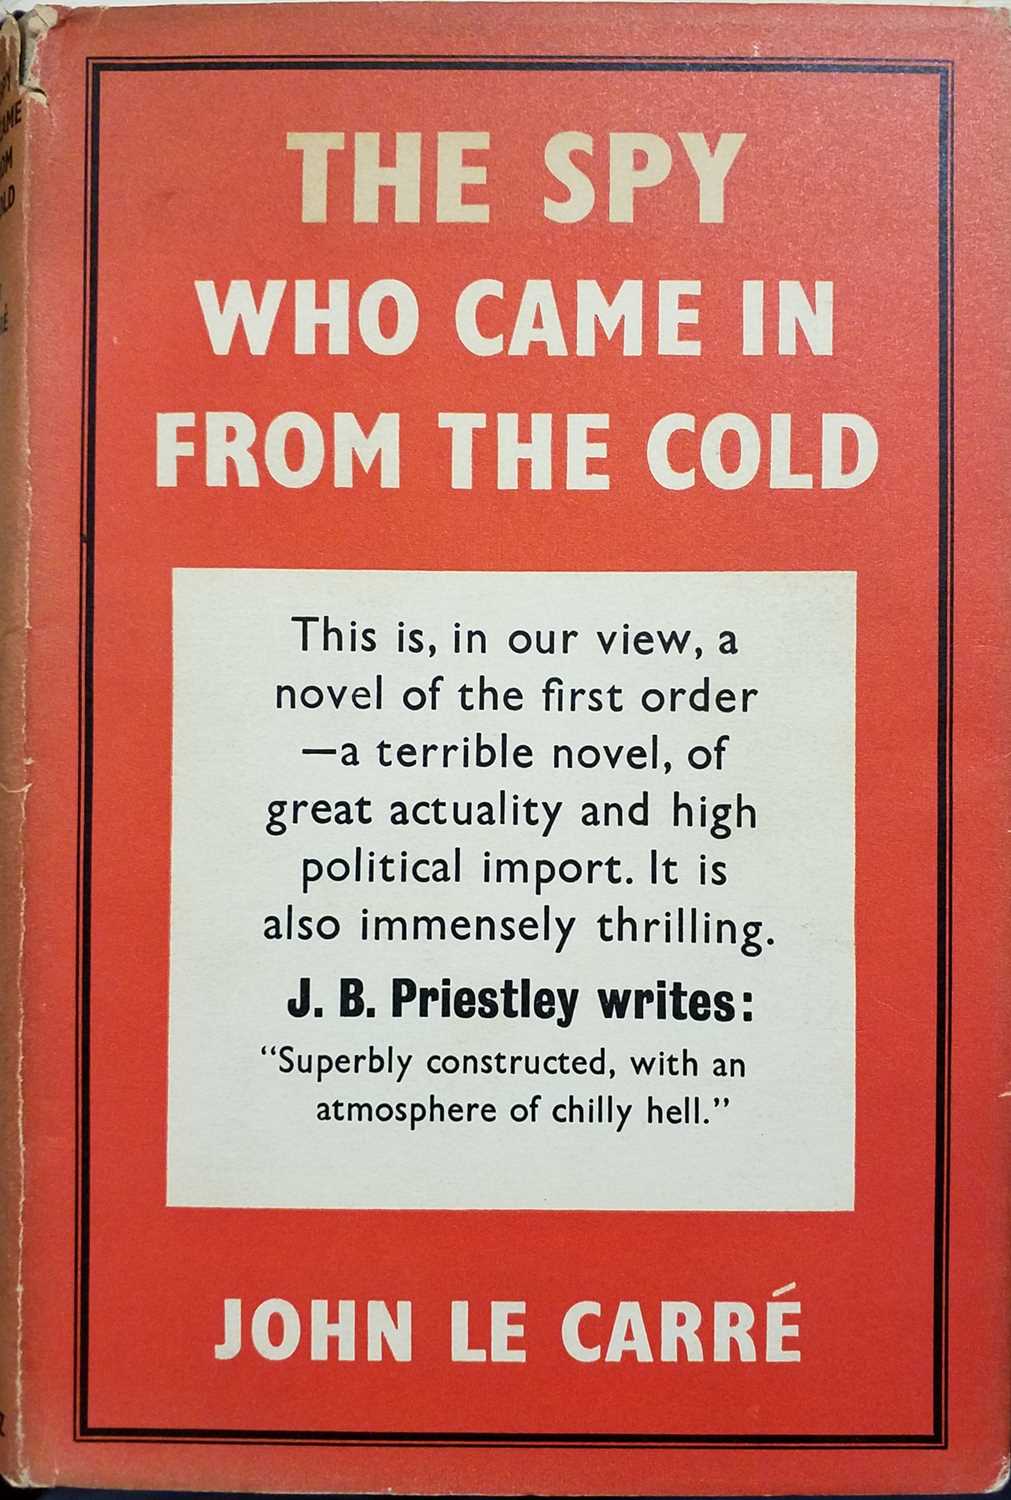 THE SPY
WHO CAME IN
FROM THE COLD
This is, in our view, a
novel of the first order
—a terrible novel, of
great actuality and high
political import. It is
also immensely thrilling.
J. B. Priestley writes:
“Superbly constructed, with an
atmosphere of chilly hell.”
JOHN LE CARRÉ